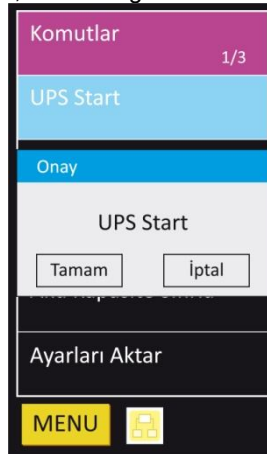 Komutlar
1/3
UPS Start
Onay
UPS Start
Tamam İptal
Ayarları Aktar
MENU